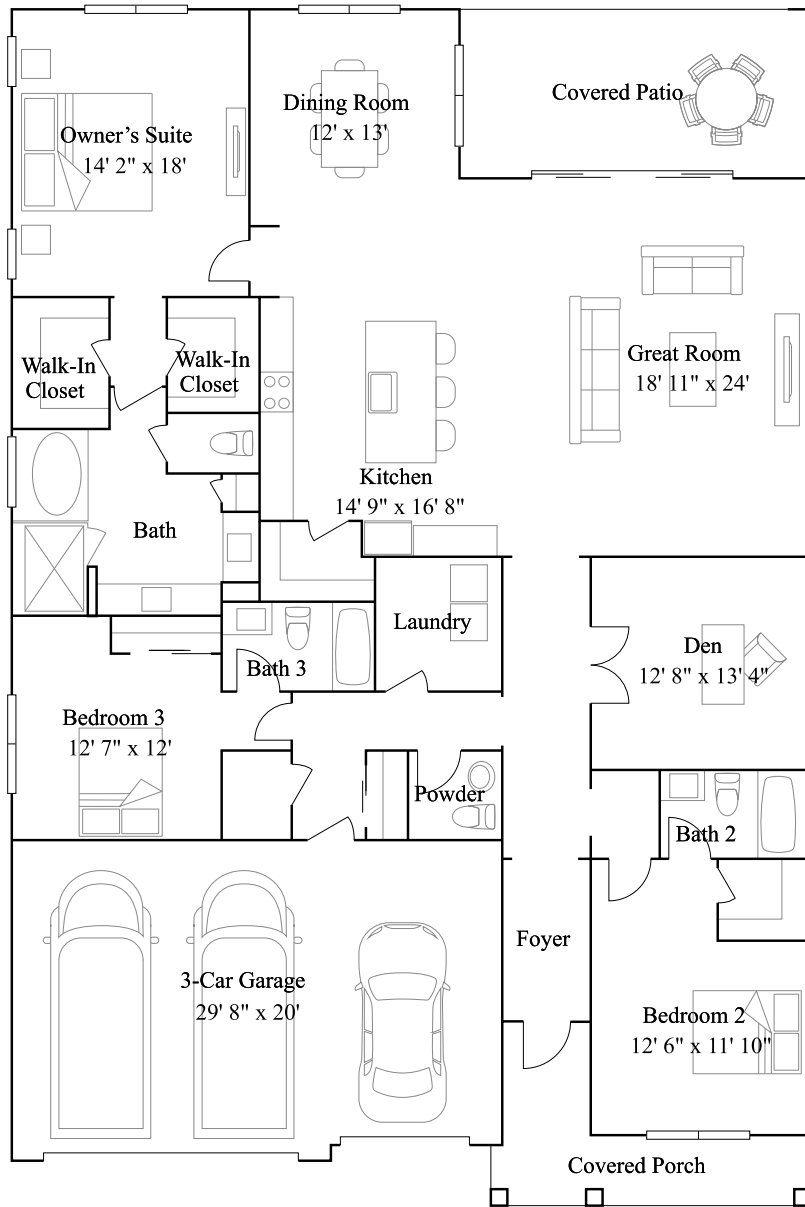 Owner's Suite
14' 2" x 18'
Dining Room
12' x 13'
Covered Patio
Walk-In
Closet
Walk-In
Closet
Great Room
18' 11" x 24'
Kitchen
14' 9" x 16' 8"
Bath
Laundry
Den
12' 8" x 13' 4"
Bath 3
Bedroom 3
12' 7" x 12'
Powder
Bath 2
Foyer
3-Car Garage
29' 8" x 20'
Bedroom 2
12' 6" x 11' 10"
Covered Porch